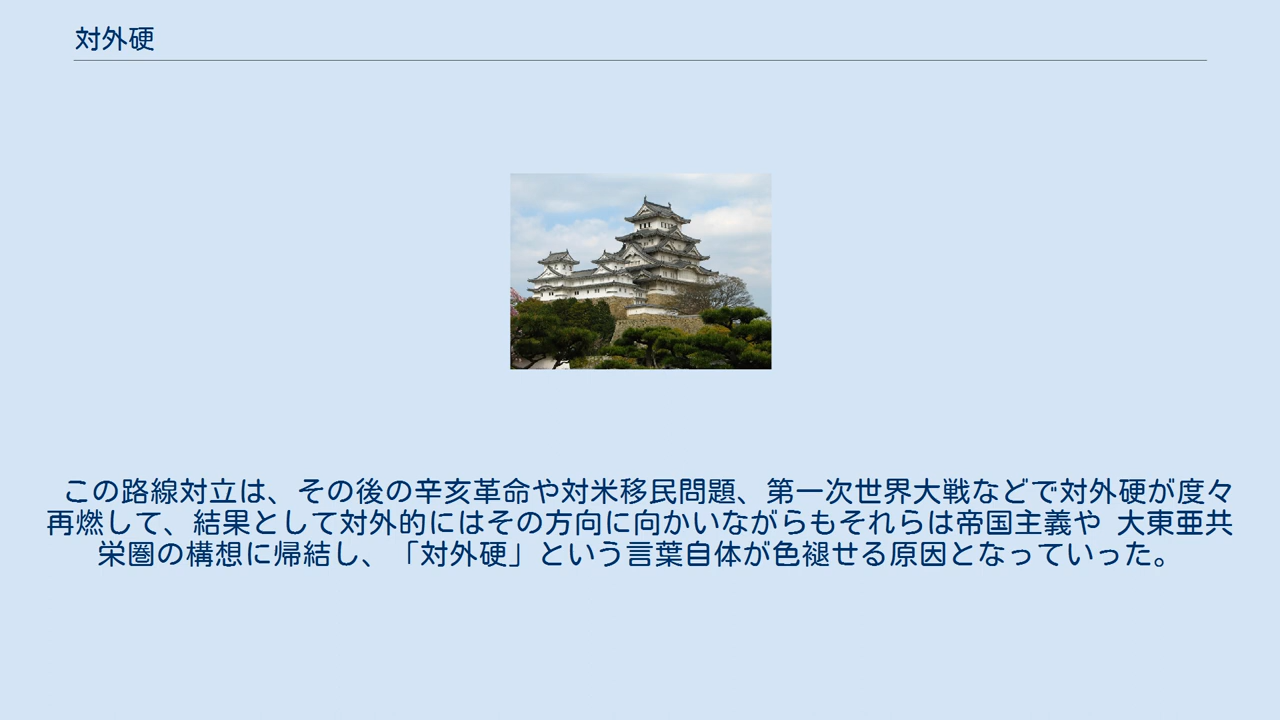 対外硬
この路線対立は、その後の辛亥革命や対米移民問題、第一次世界大戦などで対外硬が度々
再燃して、結果として対外的にはその方向に向かいながらもそれらは帝国主義や 大東亜共
栄圏の構想に帰結し、「対外硬」という言葉自体が色褪せる原因となっていった。